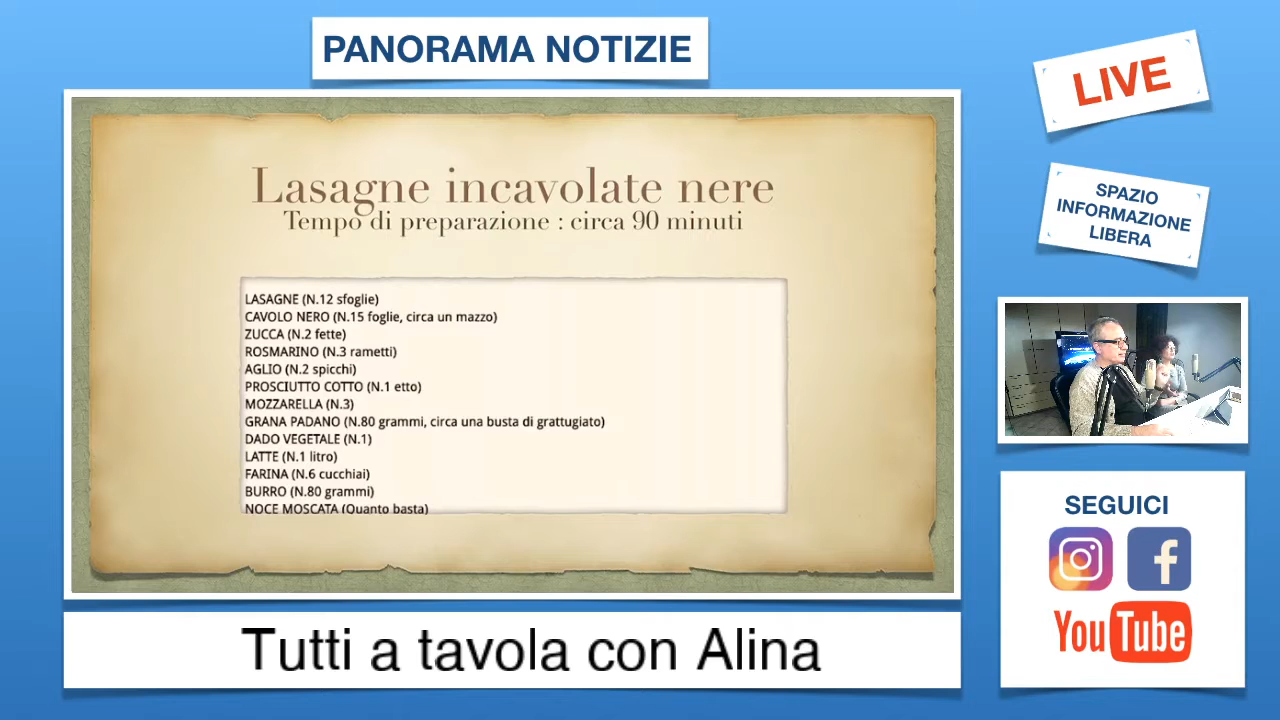 PANORAMA NOTIZIE
LIVE
SPAZIO
INFORMAZIONE
LIBERA
Lasagne incavolate nere
Tempo di preparazione : circa 90 minuti
LASAGNE (N.12 sfoglie)
CAVOLO NERO (N.15 foglie, circa un mazzo)
ZUCCA (N.2 fette)
ROSMARINO (N.3 rametti)
AGLIO (N.2 spicchi)
PROSCIUTTO COTTO (N.1 etto)
MOZZARELLA (N.3)
GRANA PADANO (N.80 grammi, circa una busta di grattugiato)
DADO VEGETALE (N.1)
LATTE (N.1 litro)
FARINA (N.6 cucchiai)
BURRO (N.80 grammi)
NOCE MOSCATA (Quanto basta)
SEGUICI
f
YouTube
Tutti a tavola con Alina